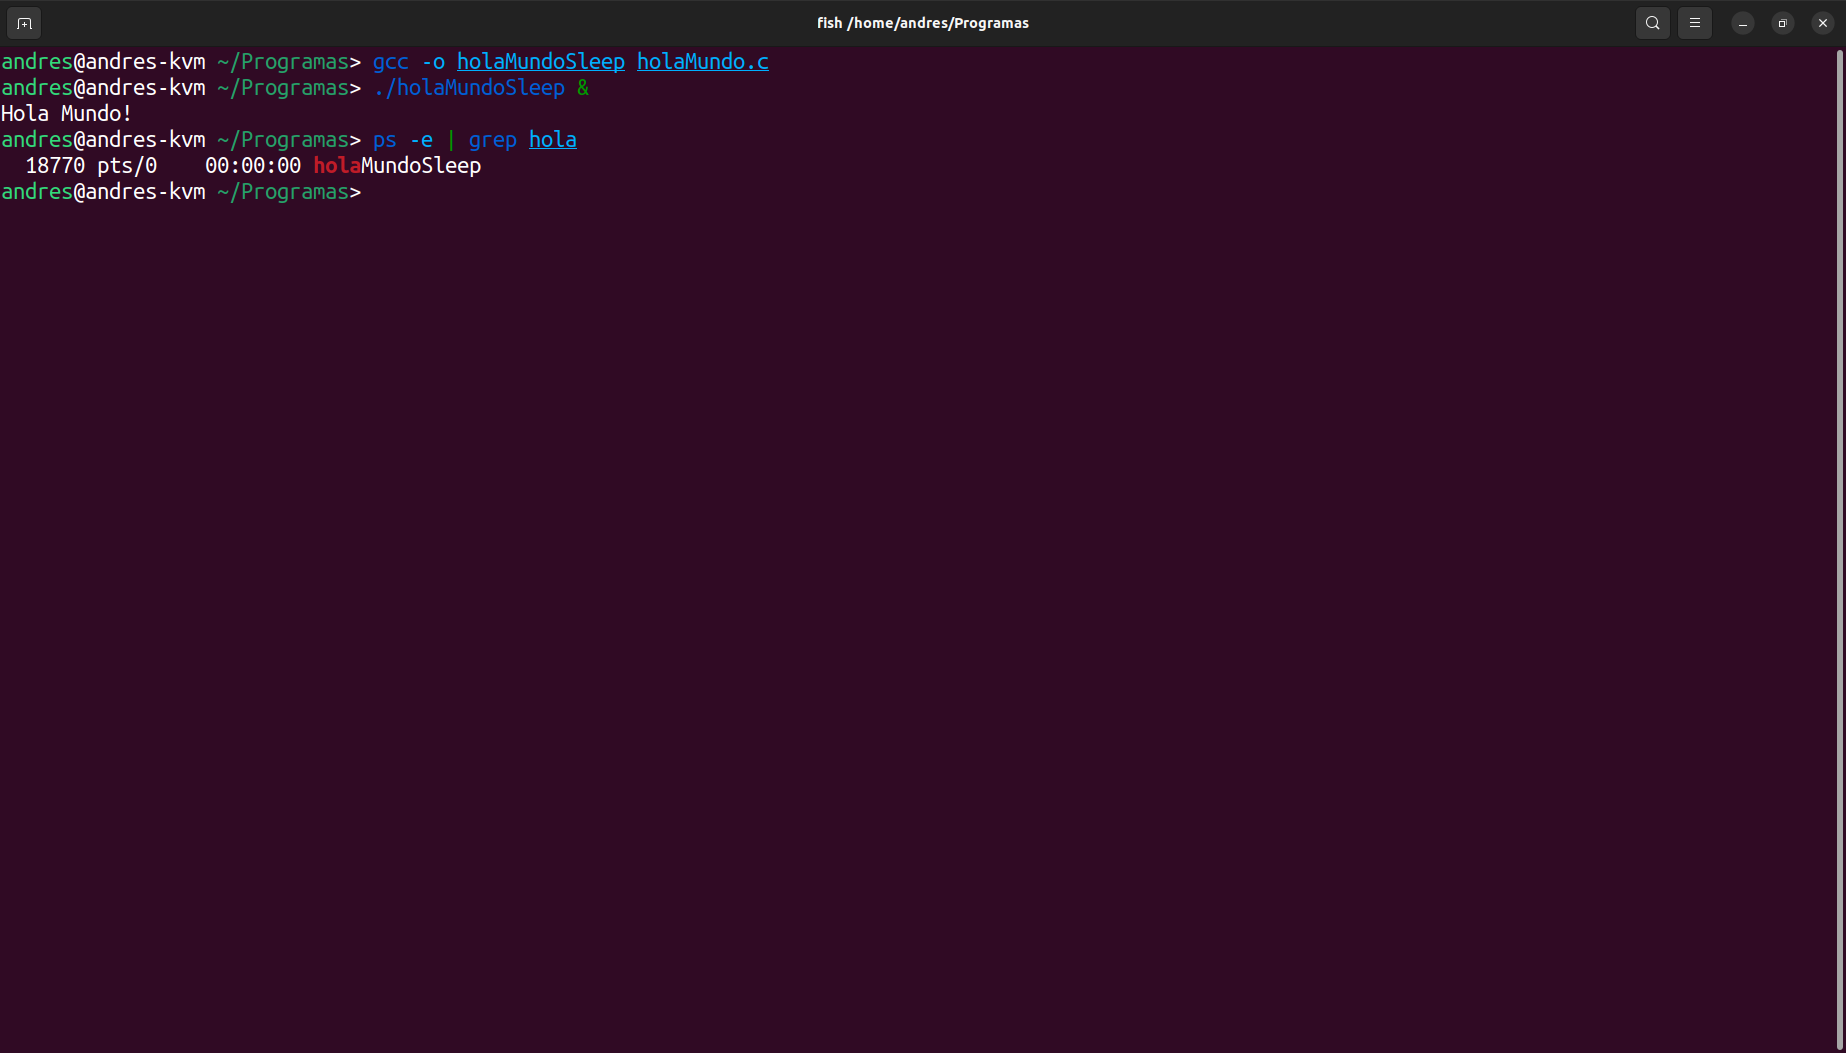 fish /home/andres/Programas
andres@andres-kvm ~/Programas> gcc -o holaMundoSleep holaMundo.c
andres@andres-kvm ~/Programas> ./holaMundoSleep &
Hola Mundo!
andres@andres-kvm ~/Programas> ps -e | grep hola
  18770 pts/0    00:00:00 holaMundoSleep
andres@andres-kvm ~/Programas>